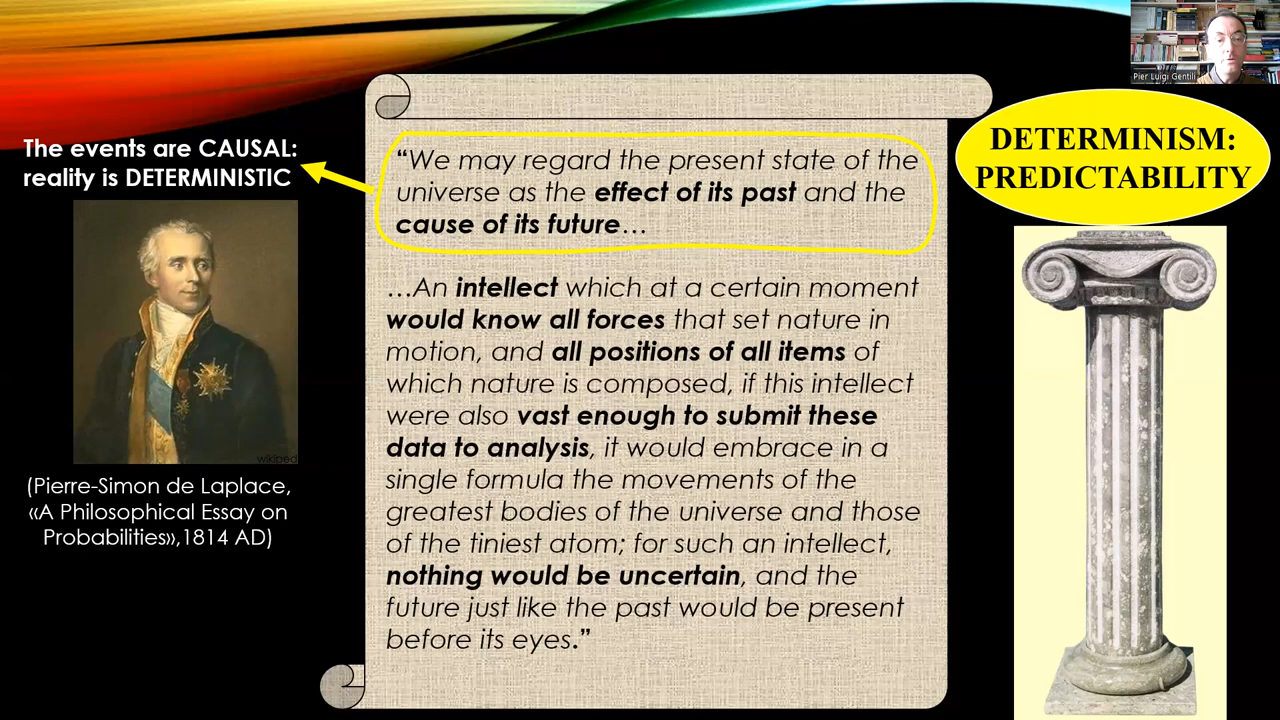 The events are CAUSAL:
reality is DETERMINISTIC
wikiped
(Pierre-Simon de Laplace,
«A Philosophical Essay on
Probabilities»,1814 AD)
“We may regard the present state of the
universe as the effect of its past and the
cause of its future…
…An intellect which at a certain moment
would know all forces that set nature in
motion, and all positions of all items of
which nature is composed, if this intellect
were also vast enough to submit these
data to analysis, it would embrace in a
single formula the movements of the
greatest bodies of the universe and those
of the tiniest atom; for such an intellect,
nothing would be uncertain, and the
future just like the past would be present
before its eyes.”
Pier Luigi Gentili
DETERMINISM:
PREDICTABILITY